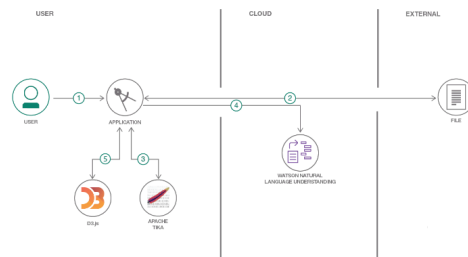 USER
CLOUD
EXTERNAL
1
2
4
USER
APPLICATION
FILE
5
3
WATSON NATURAL
LANGUAGE UNDERSTANDING
D3
D3.js
APACHE
TIKA